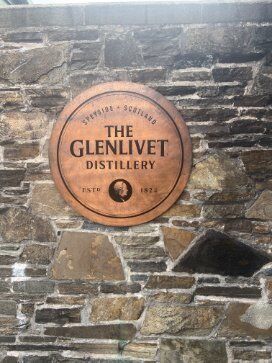 SPEYSIDE • SCOTLAND
THE
GLENLIVET
DISTILLERY
ESTD 1824